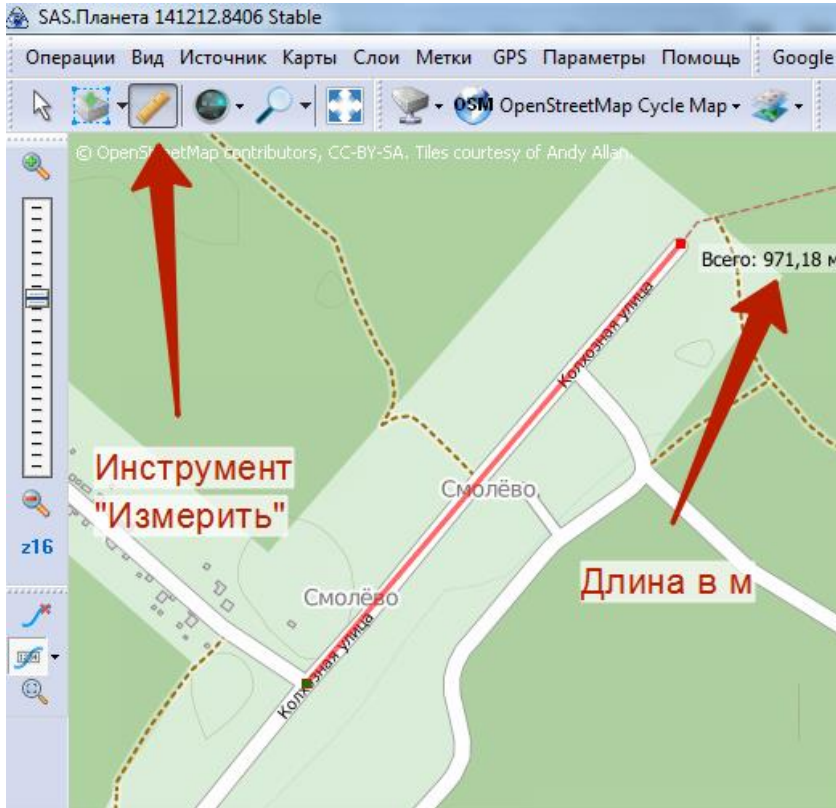 SAS.Планета 141212.8406 Stable
Операции Вид Источник Карты Слои Метки GPS Параметры Помощь Google
OSM OpenStreetMap Cycle Map
© OpenStreetMap contributors, CC-BY-SA. Tiles courtesy of Andy Allan
Всего: 971,18 м
Колхозная улица
Инструмент
"Измерить"
Смолёво,
z16
Длина в м
Смолёво
Колхозная улица